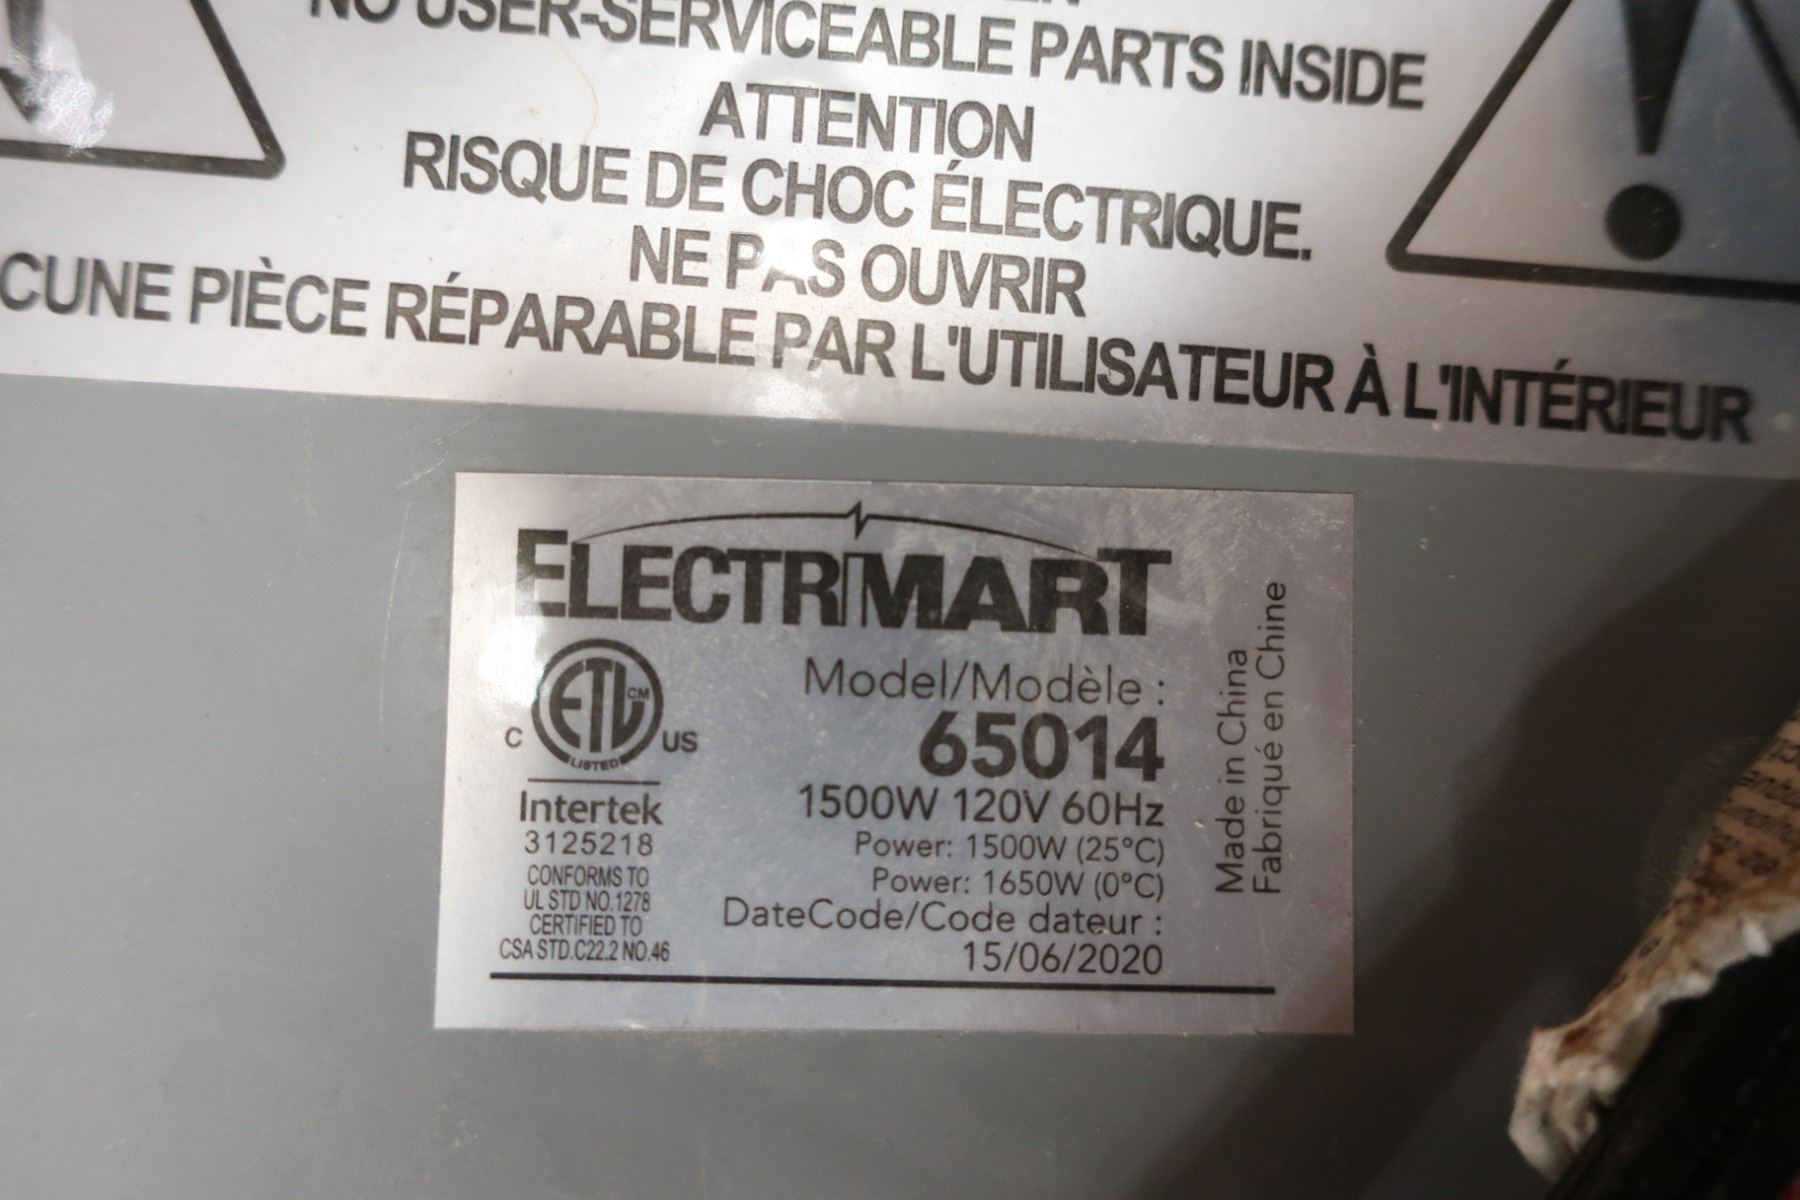 NO USER-SERVICEABLE PARTS INSIDE
ATTENTION
RISQUE DE CHOC ÉLECTRIQUE.
NE PAS OUVRIR
CUNE PIÈCE RÉPARABLE PAR L'UTILISATEUR À L'INTÉRIEUR
ELECTRIMART
ETL CM
C US
LISTED
Intertek
3125218
CONFORMS TO
UL STD NO.1278
CERTIFIED TO
CSA STD.C22.2 NO.46
Model/Modèle :
65014
1500W 120V 60Hz
Power: 1500W (25°C)
Power: 1650W (0°C)
DateCode/Code dateur :
15/06/2020
Made in China
Fabriqué en Chine